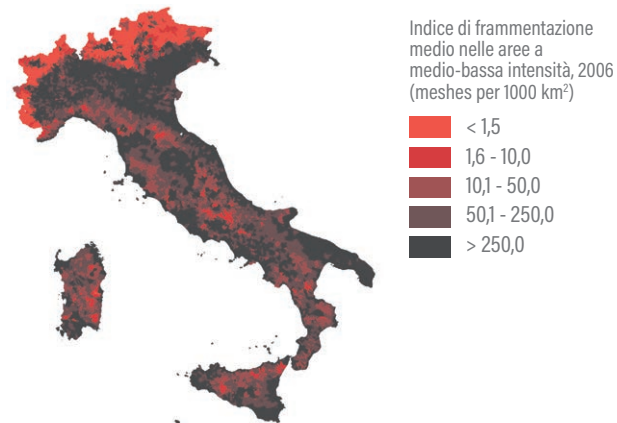 Indice di frammentazione
medio nelle aree a
medio-bassa intensità, 2006
(meshes per 1000 km²)
< 1,5
1,6 - 10,0
10,1 - 50,0
50,1 - 250,0
> 250,0